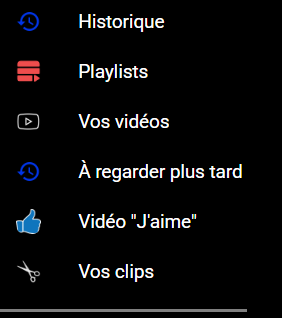 Historique
Playlists
Vos vidéos
À regarder plus tard
Vidéo "J'aime"
Vos clips